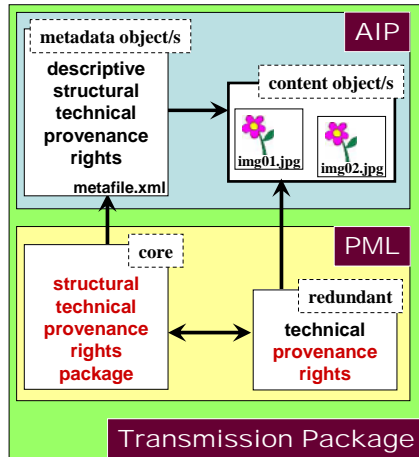 AIP
metadata object/s
descriptive
structural
technical
provenance
rights
metafile.xml
content object/s
img01.jpg
img02.jpg
PML
core
structural
technical
provenance
rights
package
redundant
technical
provenance
rights
Transmission Package